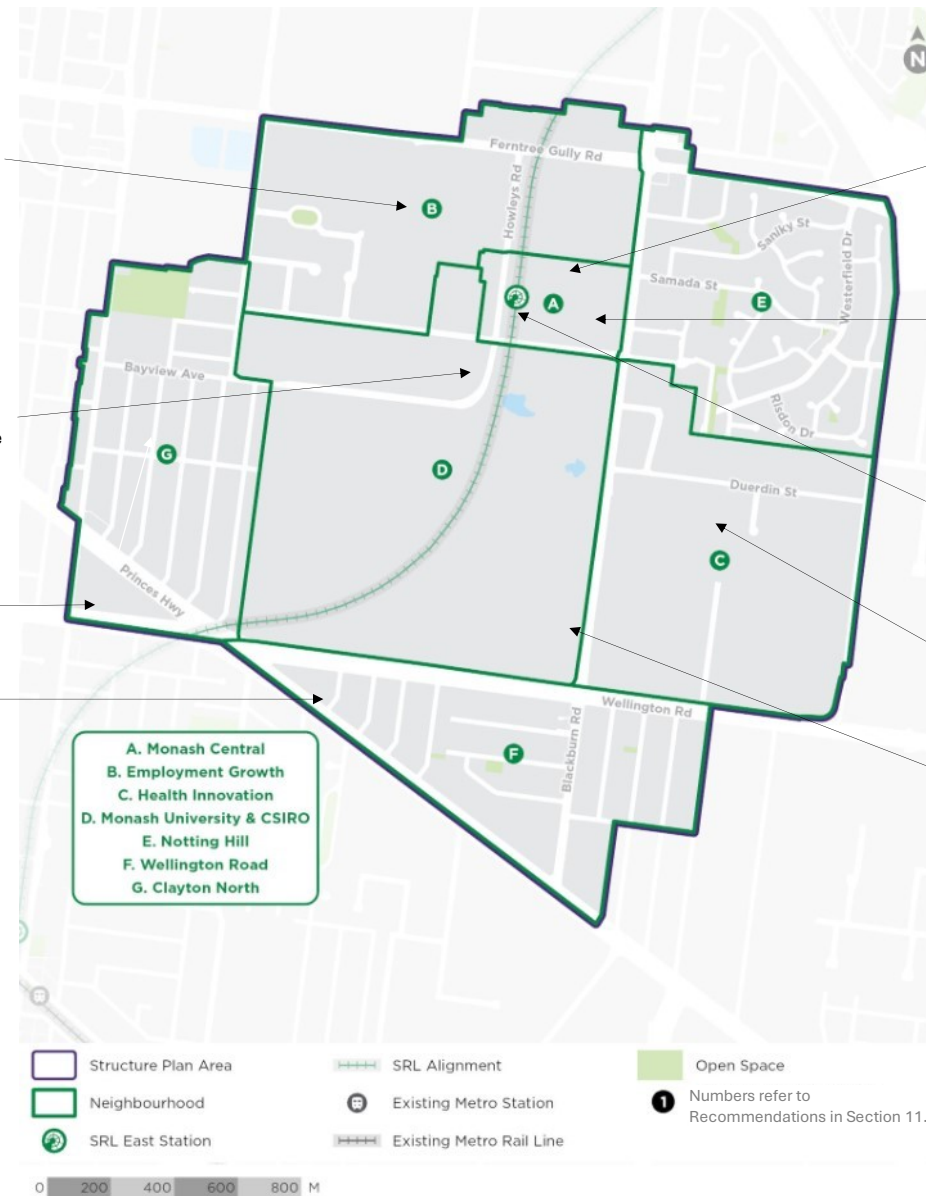 N
Ferntree Gully Rd
Howleys Rd
B
Saniky St
Westerfield Dr
Samada St
A
E
Bayview Ave
Risdon Dr
G
D
Duerdin St
C
Princes Hwy
Wellington Rd
Blackburn Rd
F
e
A. Monash Central
B. Employment Growth
C. Health Innovation
D. Monash University & CSIRO
E. Notting Hill
F. Wellington Road
G. Clayton North
Structure Plan Area
Neighbourhood
SRL East Station
SRL Alignment
Existing Metro Station
Existing Metro Rail Line
Open Space
1 Numbers refer to
Recommendations in Section 11.
0 200 400 600 800 M